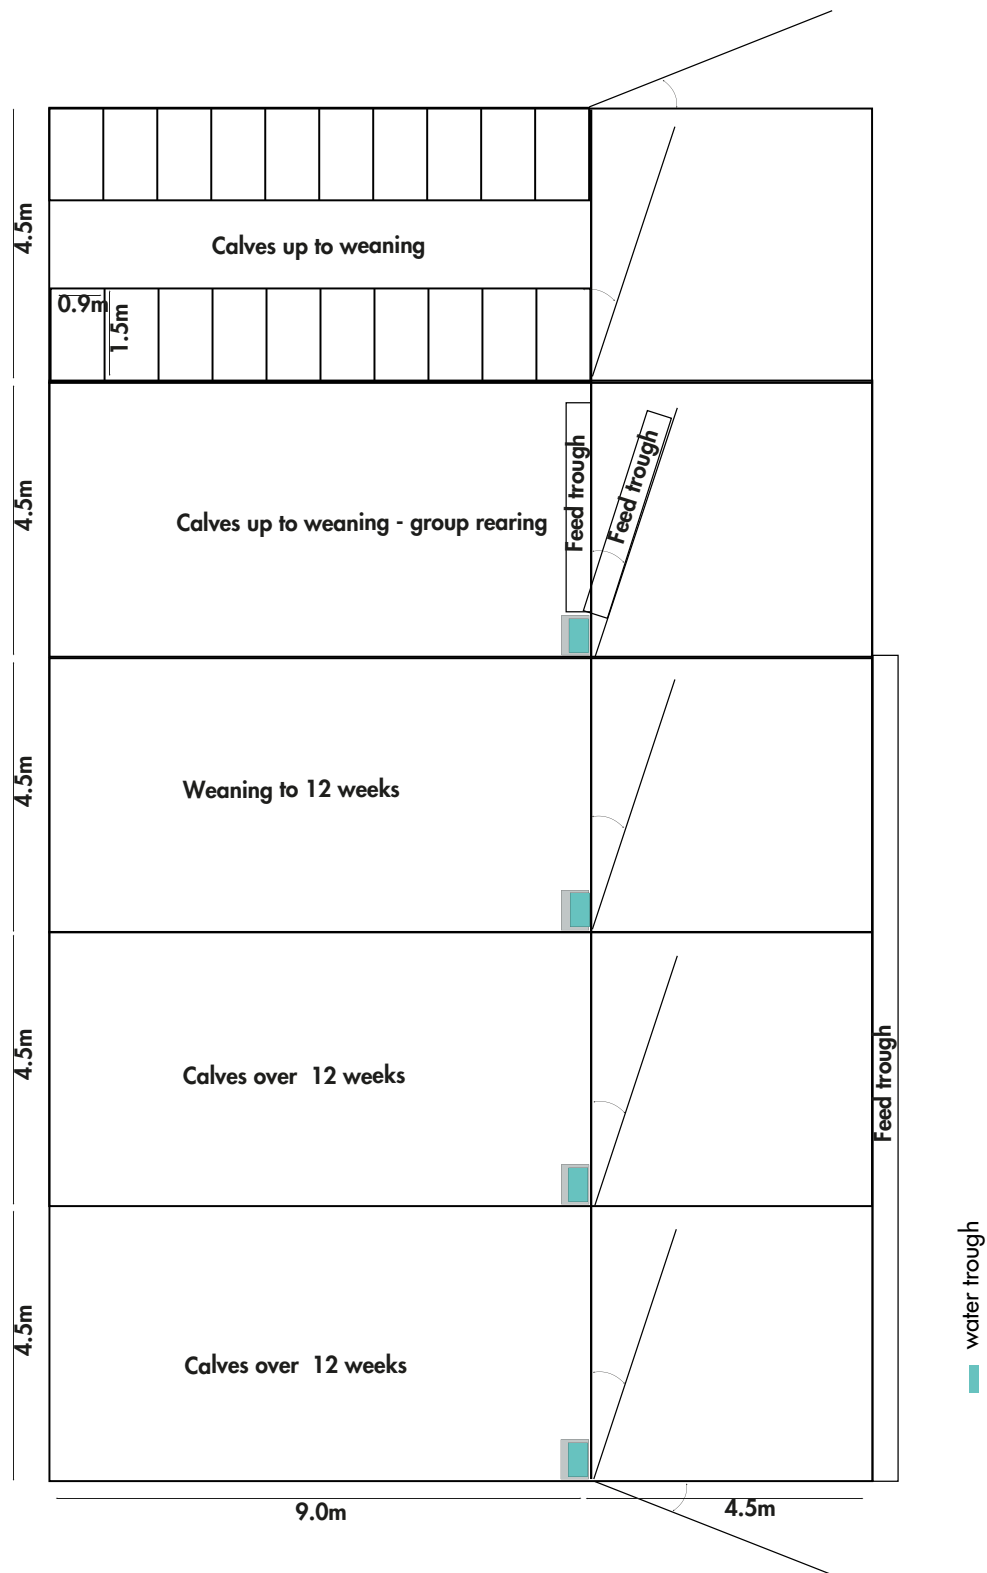 4.5m
Calves up to weaning
0.9m
1.5m
4.5m
Calves up to weaning - group rearing
Feed trough
Feed trough
4.5m
Weaning to 12 weeks
4.5m
Calves over 12 weeks
Feed trough
4.5m
Calves over 12 weeks
water trough
9.0m
4.5m